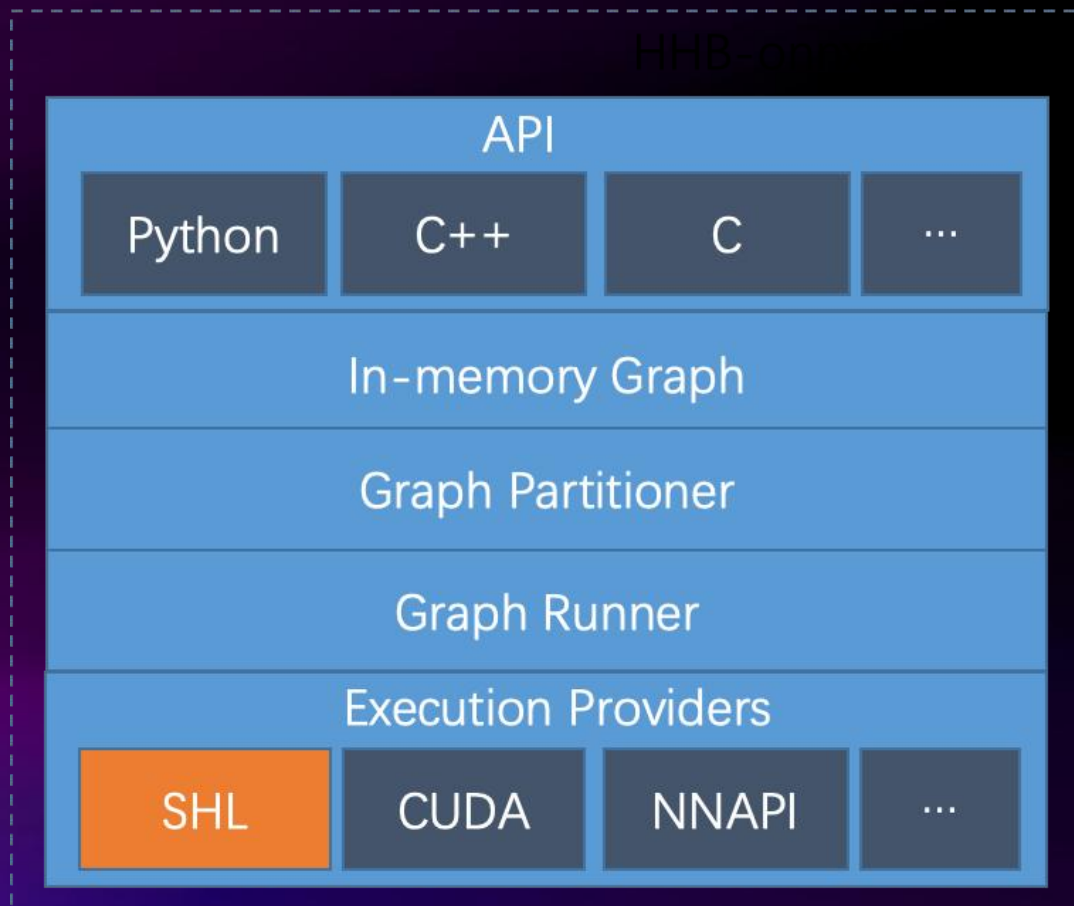 API
Python C++ C ...
In-memory Graph
Graph Partitioner
Graph Runner
Execution Providers
SHL CUDA NNAPI ...